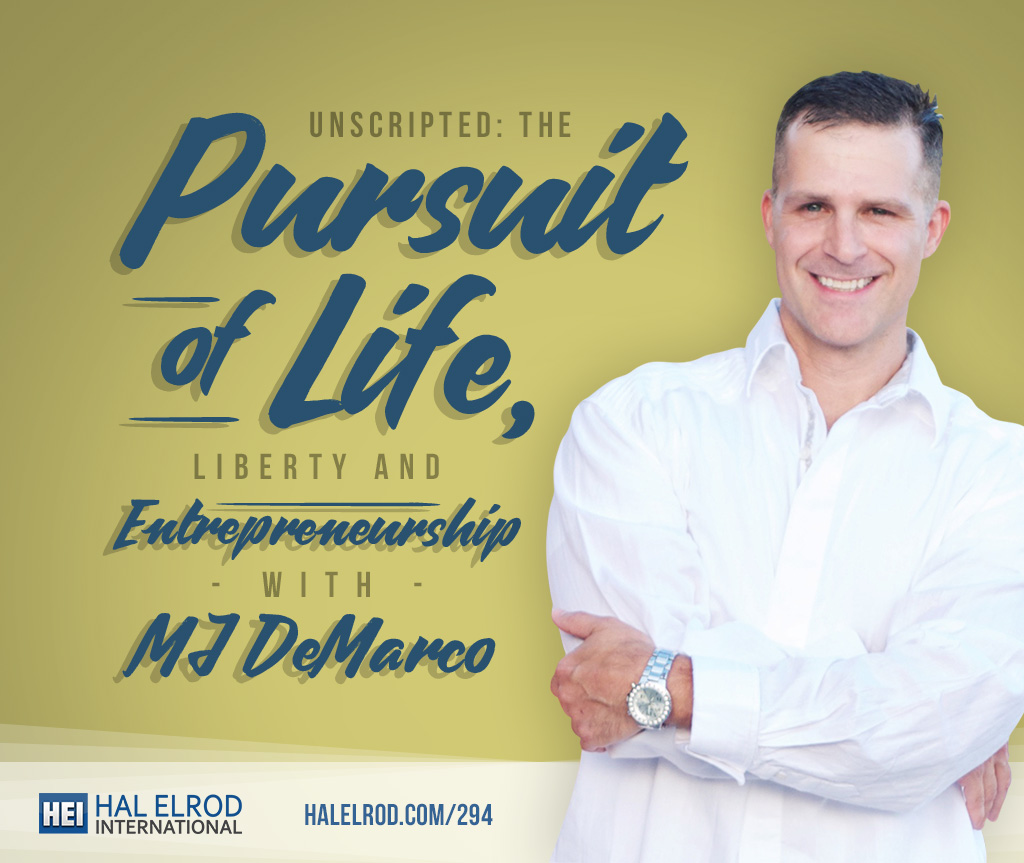 UNSCRIPTED: THE
Pursuit
of Life,
LIBERTY AND
Entrepreneurship
- WITH -
MJ DeMarco
HEI HAL ELROD
INTERNATIONAL
HALELROD.COM/294